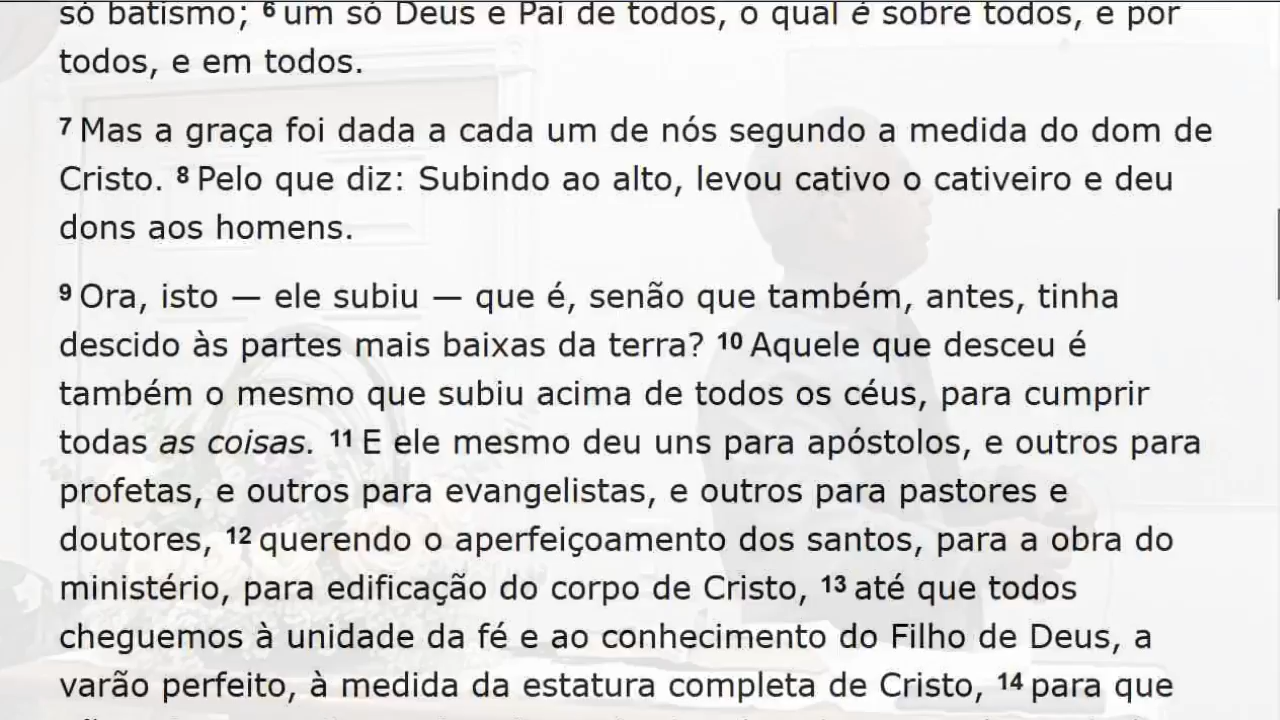 só batismo; 6 um só Deus e Pai de todos, o qual é sobre todos, e por
todos, e em todos.
7 Mas a graça foi dada a cada um de nós segundo a medida do dom de
Cristo. 8 Pelo que diz: Subindo ao alto, levou cativo o cativeiro e deu
dons aos homens.
9 Ora, isto — ele subiu — que é, senão que também, antes, tinha
descido às partes mais baixas da terra? 10 Aquele que desceu é
também o mesmo que subiu acima de todos os céus, para cumprir
todas as coisas. 11 E ele mesmo deu uns para apóstolos, e outros para
profetas, e outros para evangelistas, e outros para pastores e
doutores, 12 querendo o aperfeiçoamento dos santos, para a obra do
ministério, para edificação do corpo de Cristo, 13 até que todos
cheguemos à unidade da fé e ao conhecimento do Filho de Deus, a
varão perfeito, à medida da estatura completa de Cristo, 14 para que